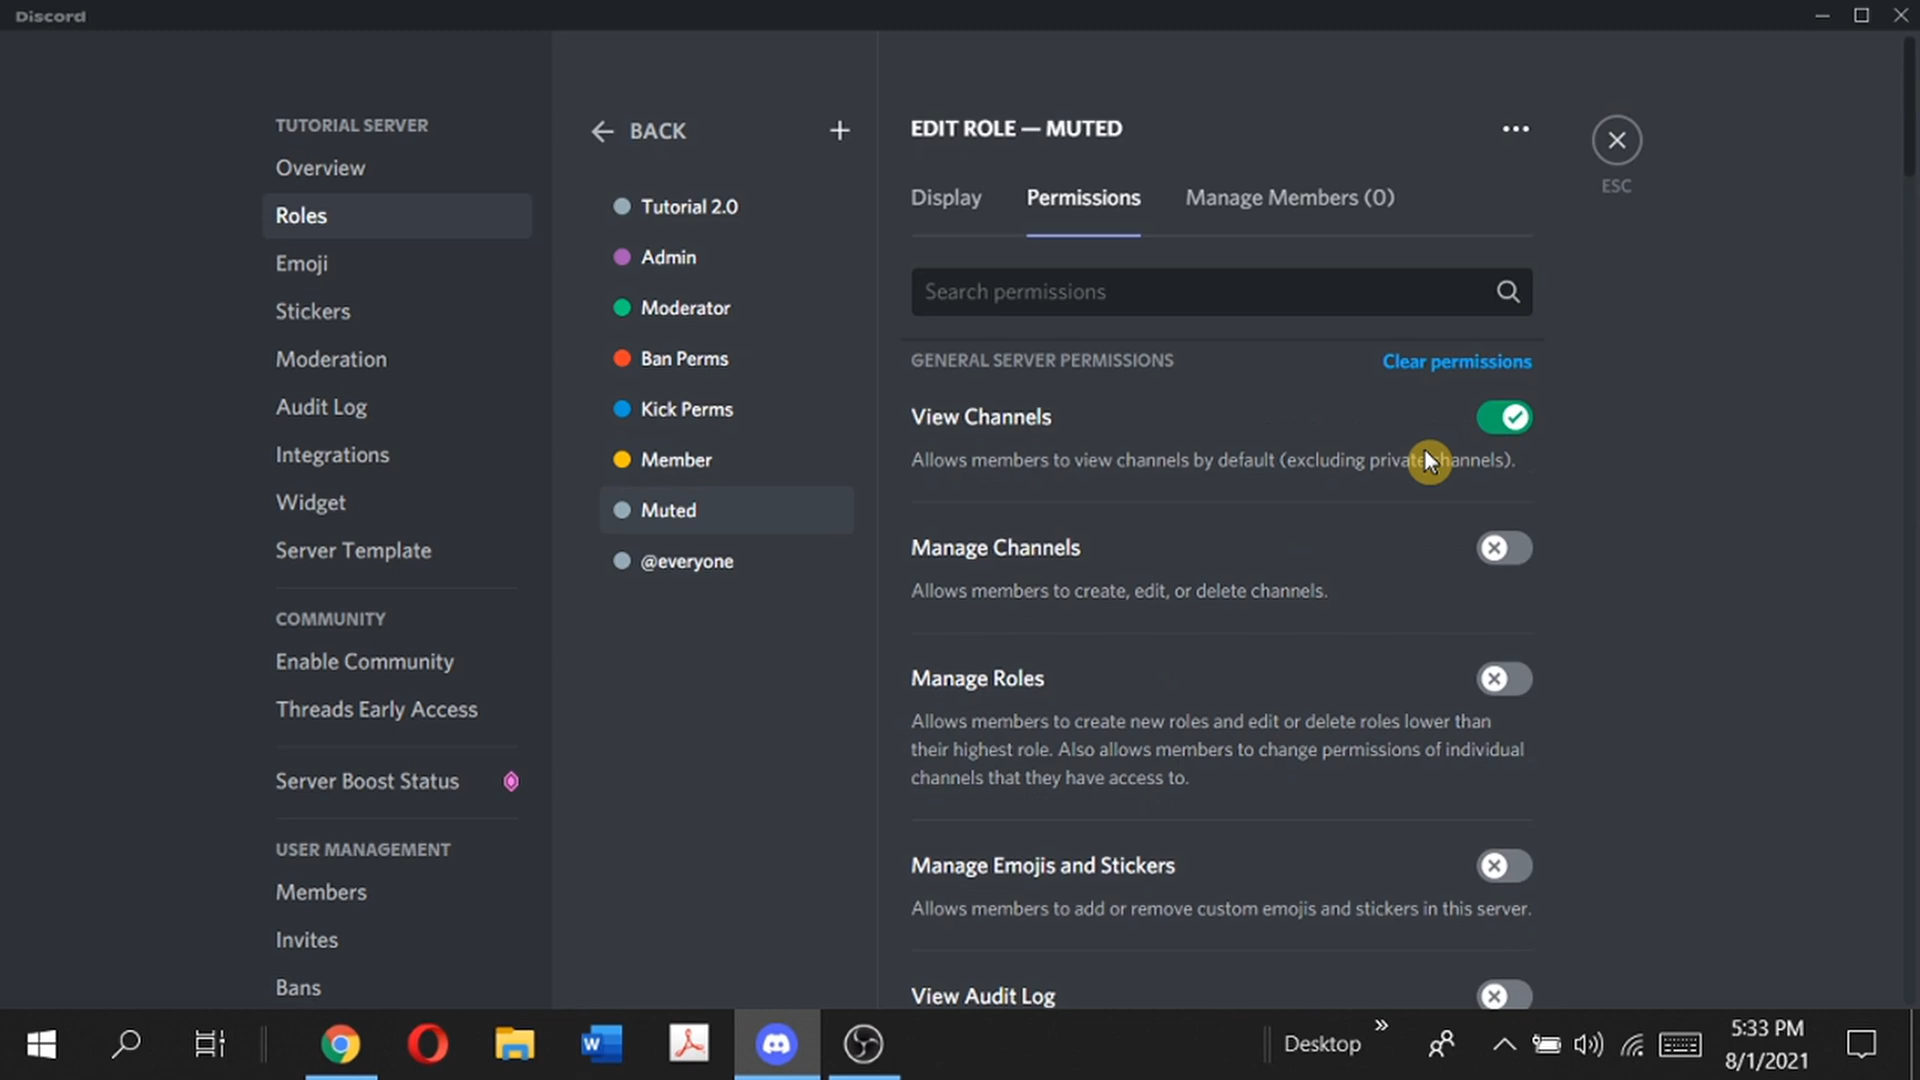 Discord
TUTORIAL SERVER
Overview
Roles
Emoji
Stickers
Moderation
Audit Log
Integrations
Widget
Server Template
COMMUNITY
Enable Community
Threads Early Access
Server Boost Status
USER MANAGEMENT
Members
Invites
Bans
BACK
Tutorial 2.0
Admin
Moderator
Ban Perms
Kick Perms
Member
Muted
@everyone
EDIT ROLE — MUTED
Display Permissions Manage Members (0)
Search permissions
GENERAL SERVER PERMISSIONS Clear permissions
View Channels
Allows members to view channels by default (excluding private channels).
Manage Channels
Allows members to create, edit, or delete channels.
Manage Roles
Allows members to create new roles and edit or delete roles lower than
their highest role. Also allows members to change permissions of individual
channels that they have access to.
Manage Emojis and Stickers
Allows members to add or remove custom emojis and stickers in this server.
View Audit Log
ESC
Desktop
5:33 PM
8/1/2021